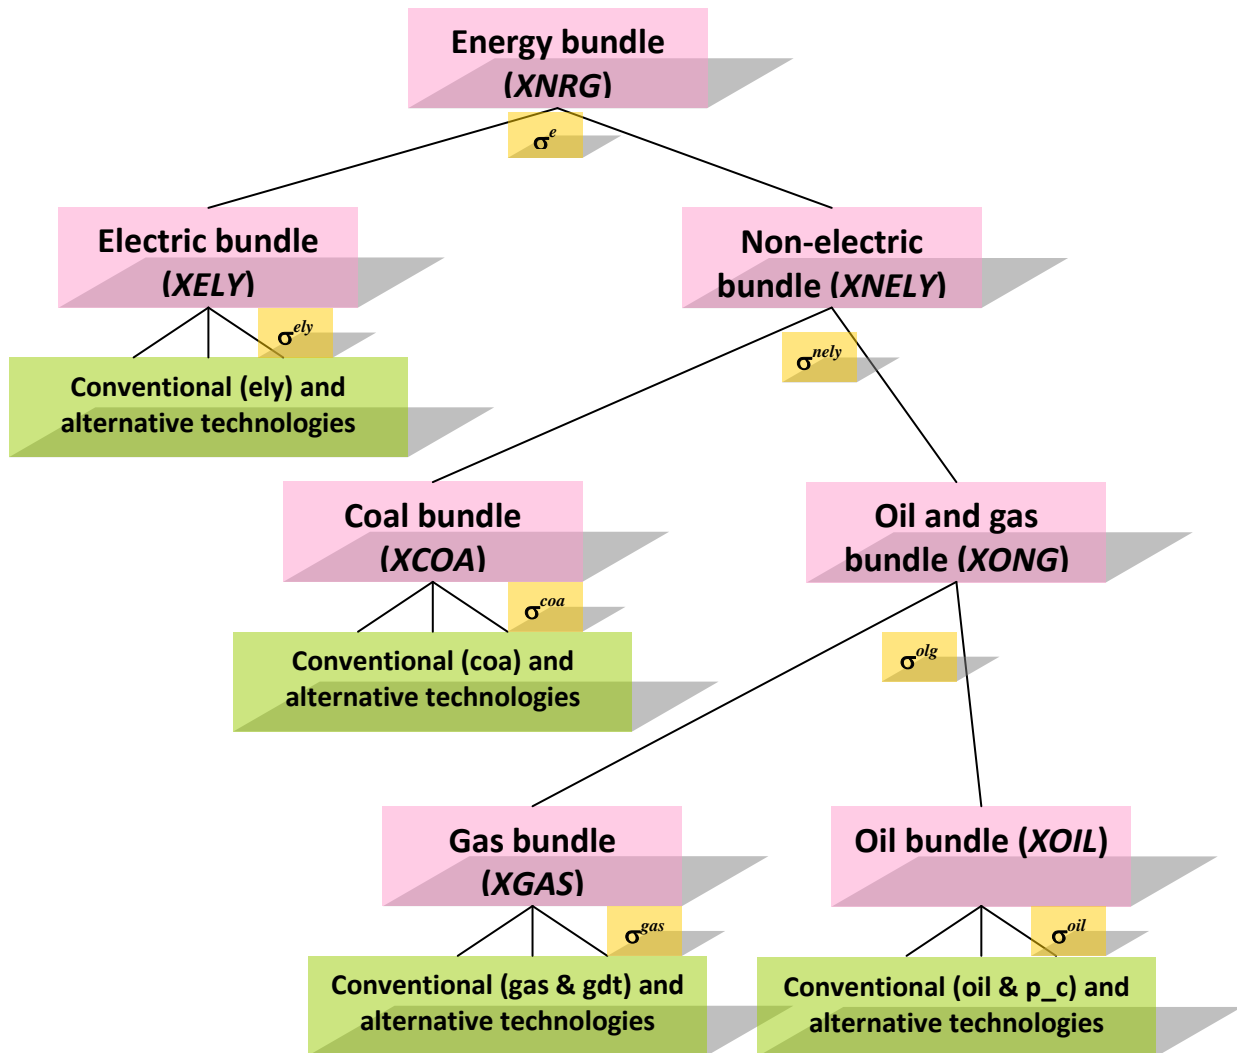 Energy bundle
(XNRG)
σᵉ
Electric bundle
(XELY)
Non-electric
bundle (XNELY)
σᵉˡʸ
σⁿᵉˡʸ
Conventional (ely) and
alternative technologies
Coal bundle
(XCOA)
Oil and gas
bundle (XONG)
σᶜᵒᵃ
σᵒˡᵍ
Conventional (coa) and
alternative technologies
Gas bundle
(XGAS)
Oil bundle (XOIL)
σᵍᵃˢ
σᵒⁱˡ
Conventional (gas & gdt) and
alternative technologies
Conventional (oil & p_c) and
alternative technologies